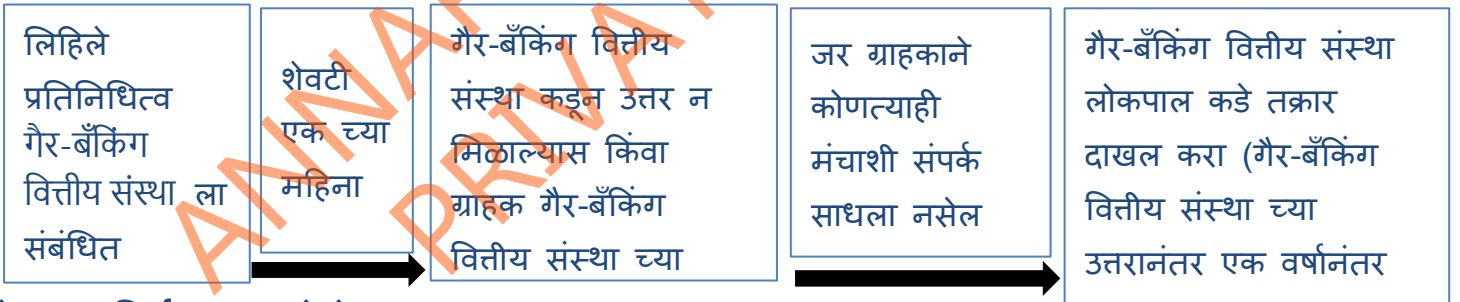 लिहिले
प्रतिनिधित्व
गैर-बँकिंग
वित्तीय संस्था ला
संबंधित
शेवटी
एक च्या
महिना
गैर-बँकिंग वित्तीय
संस्था कडून उत्तर न
मिळाल्यास किंवा
ग्राहक गैर-बँकिंग
वित्तीय संस्था च्या
जर ग्राहकाने
कोणत्याही
मंचाशी संपर्क
साधला नसेल
गैर-बँकिंग वित्तीय संस्था
लोकपाल कडे तक्रार
दाखल करा (गैर-बँकिंग
वित्तीय संस्था च्या
उत्तरानंतर एक वर्षानंतर